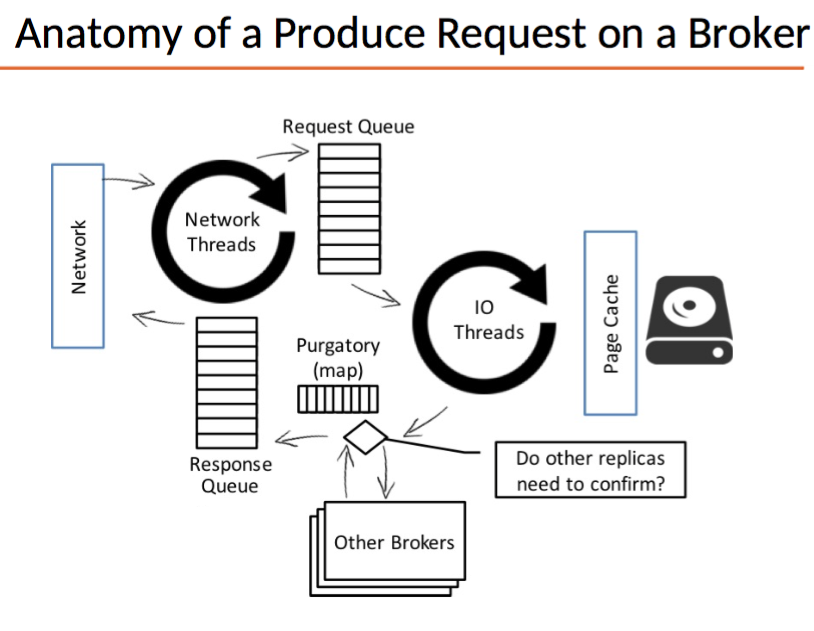 Anatomy of a Produce Request on a Broker
Request Queue
Network
Network
Threads
IO
Threads
Page Cache
Purgatory
(map)
Response
Queue
Do other replicas
need to confirm?
Other Brokers